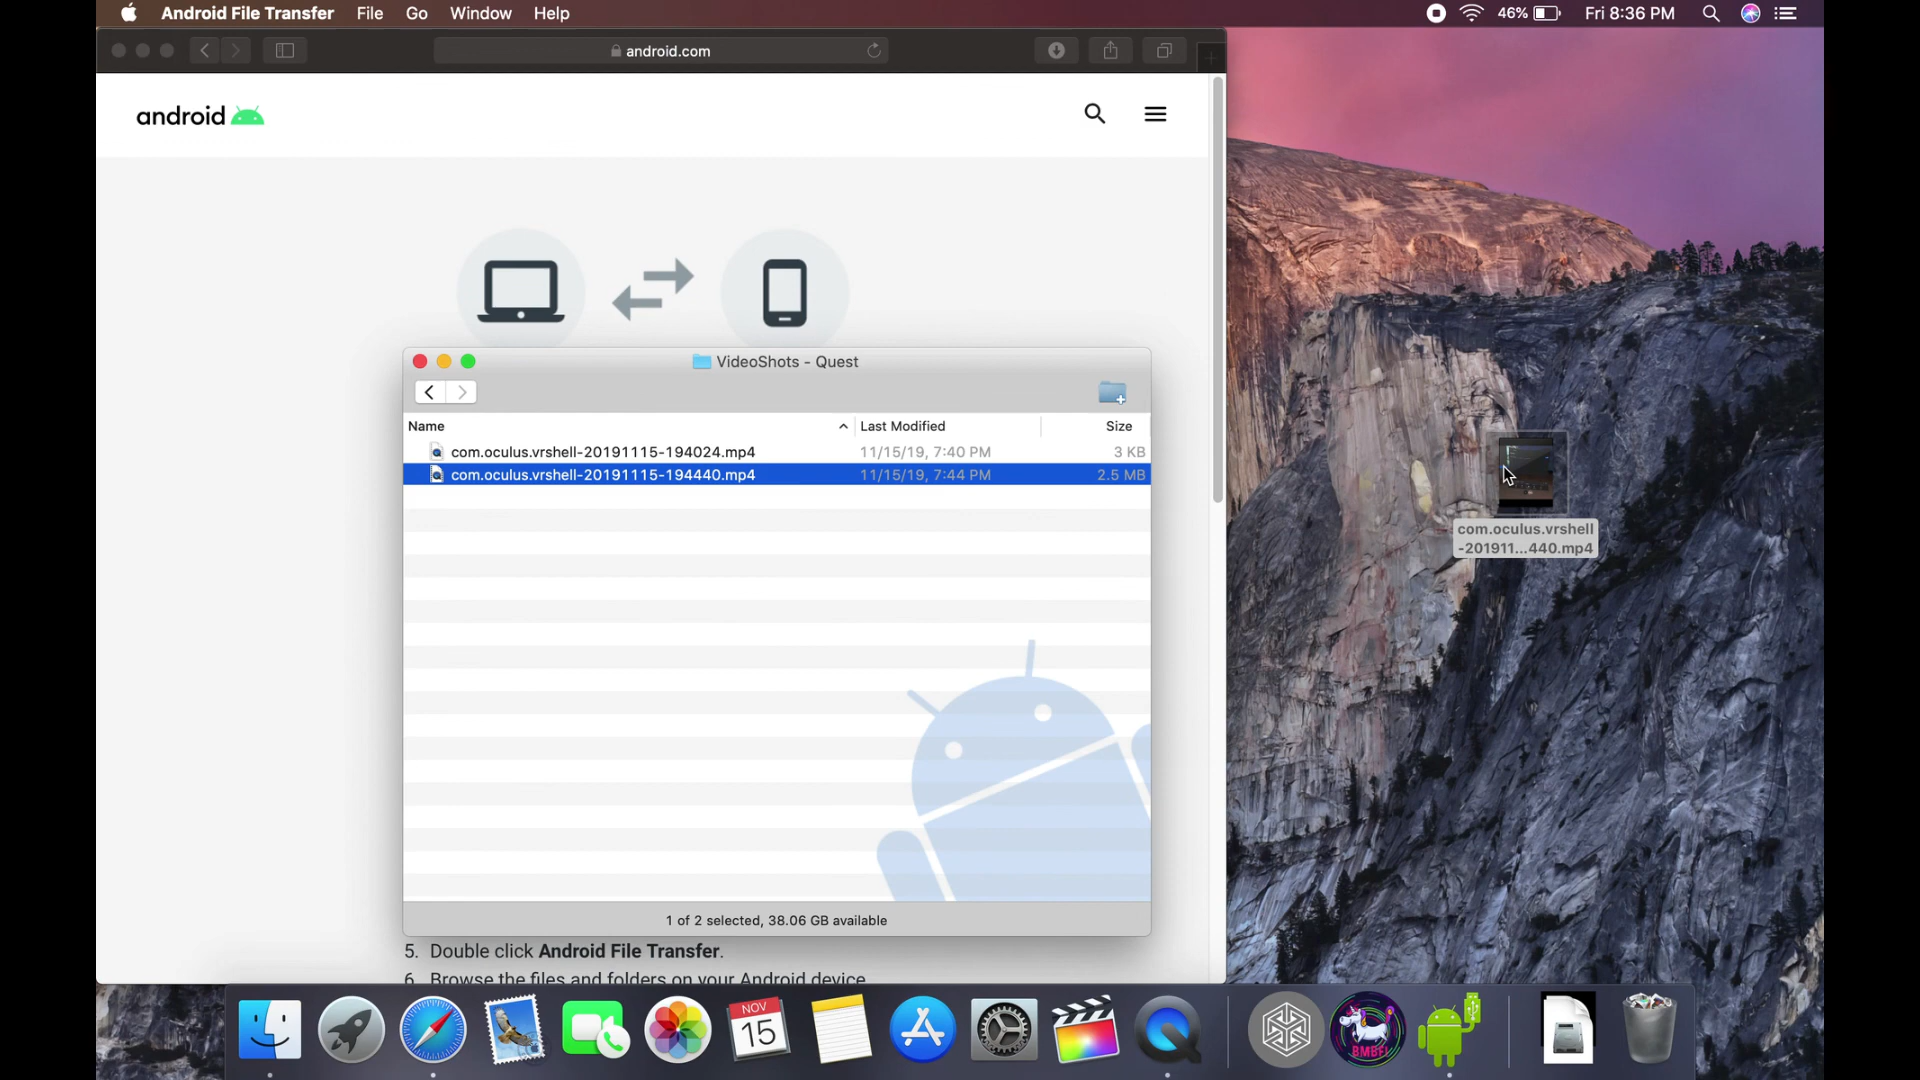 Android File Transfer File Go Window Help 46% Fri 8:36 PM
android.com
android
VideoShots - Quest
Name Last Modified Size
com.oculus.vrshell-20191115-194024.mp4 11/15/19, 7:40 PM 3 KB
com.oculus.vrshell-20191115-194440.mp4 11/15/19, 7:44 PM 2.5 MB
com.oculus.vrshell
-201911...440.mp4
1 of 2 selected, 38.06 GB available
5. Double click Android File Transfer.
6. Browse the files and folders on your Android device
NOV
15
BMBF